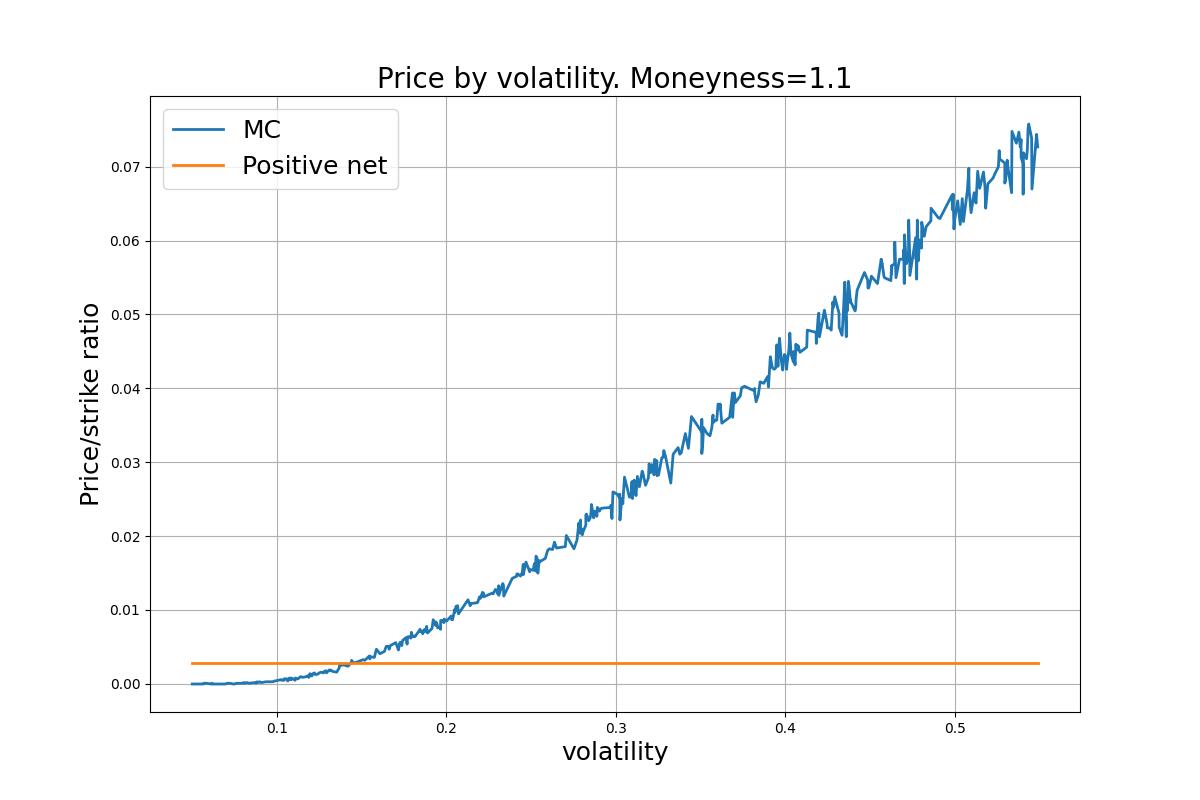 Price by volatility. Moneyness=1.1
MC
Positive net
Price/strike ratio
0.07
0.06
0.05
0.04
0.03
0.02
0.01
0.00
0.1 0.2 0.3 0.4 0.5
volatility